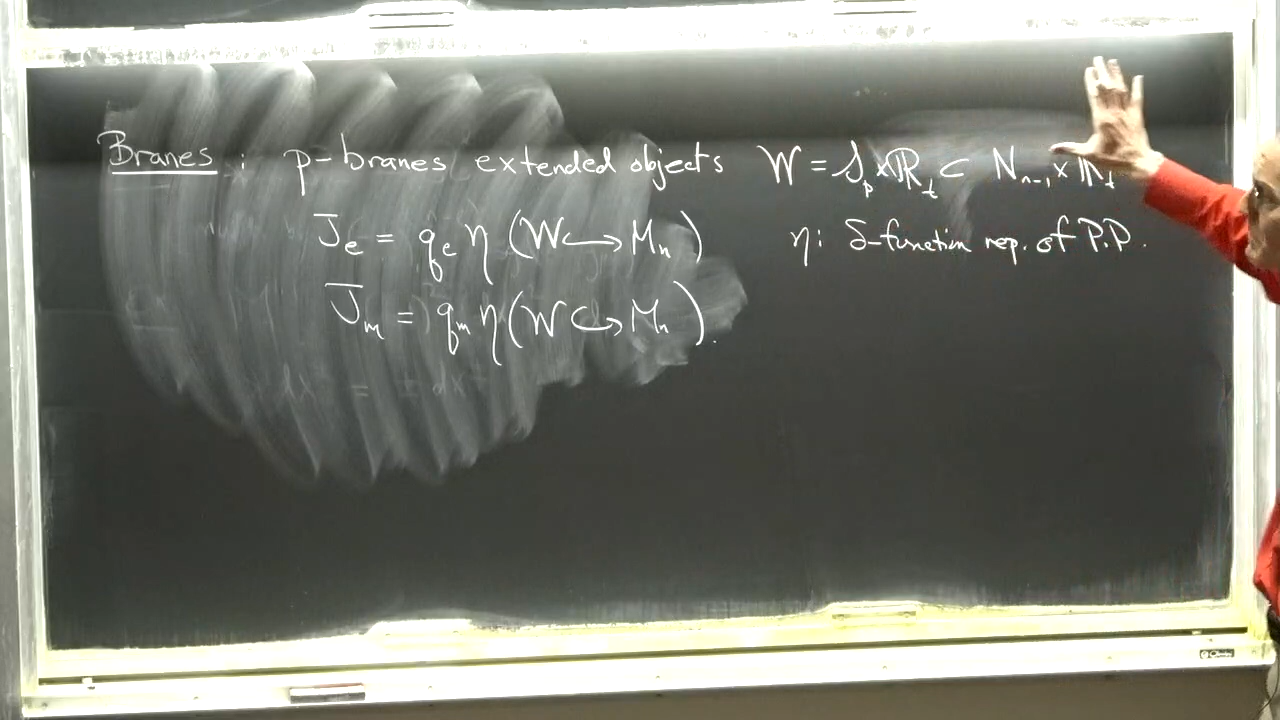 Branes : p-branes extended objects W = S_p × ℝ_t ⊂ N_{n-1} × ℝ_t
J_e = q_e η (W ↪ M_n) η: δ-function rep. of P.D.
J_m = q_m η (W ↪ M_n).